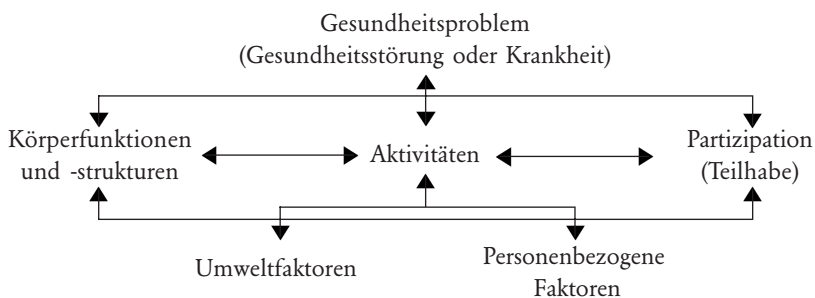 Gesundheitsproblem
(Gesundheitsstörung oder Krankheit)
Körperfunktionen
und -strukturen
Aktivitäten
Partizipation
(Teilhabe)
Umweltfaktoren
Personenbezogene
Faktoren